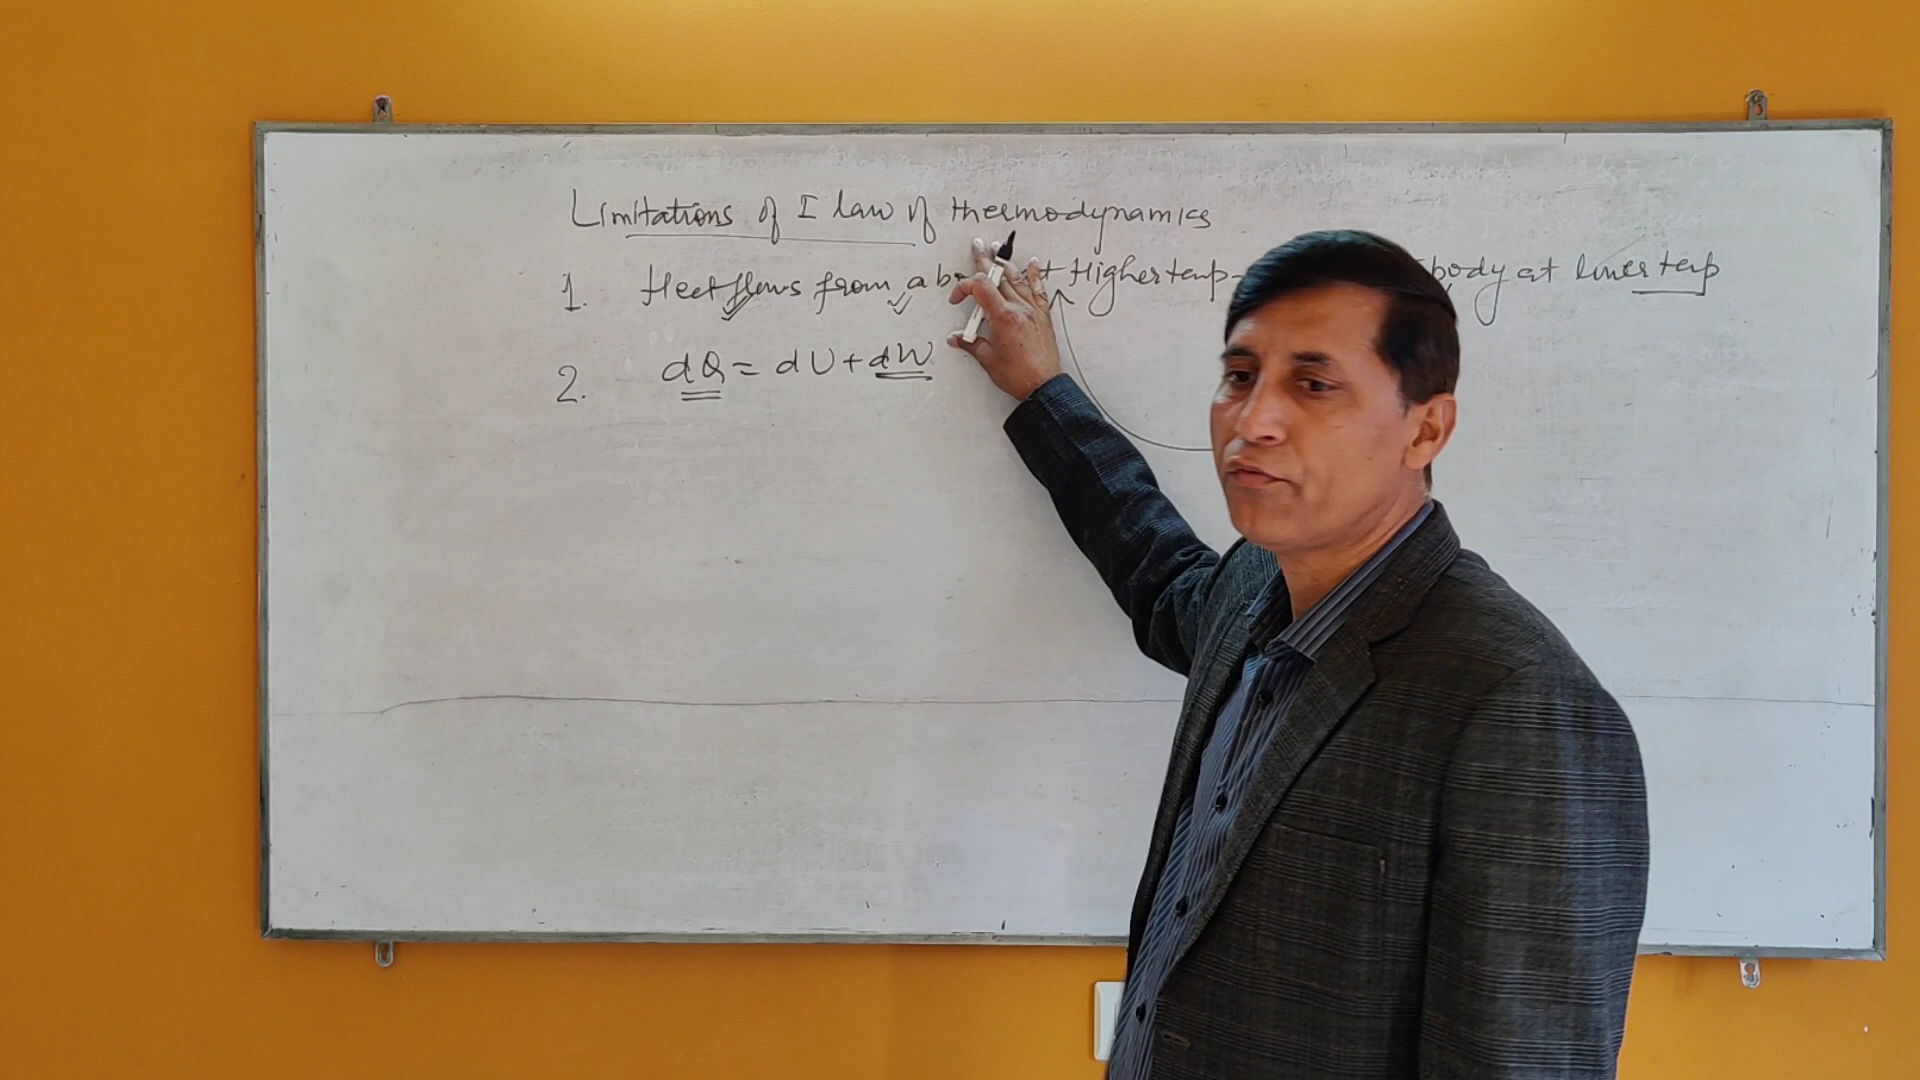 Limitations of I law of thermodynamics
1. Heat flows from a at Higher temp- body at lower temp
2. dQ = dU + dW